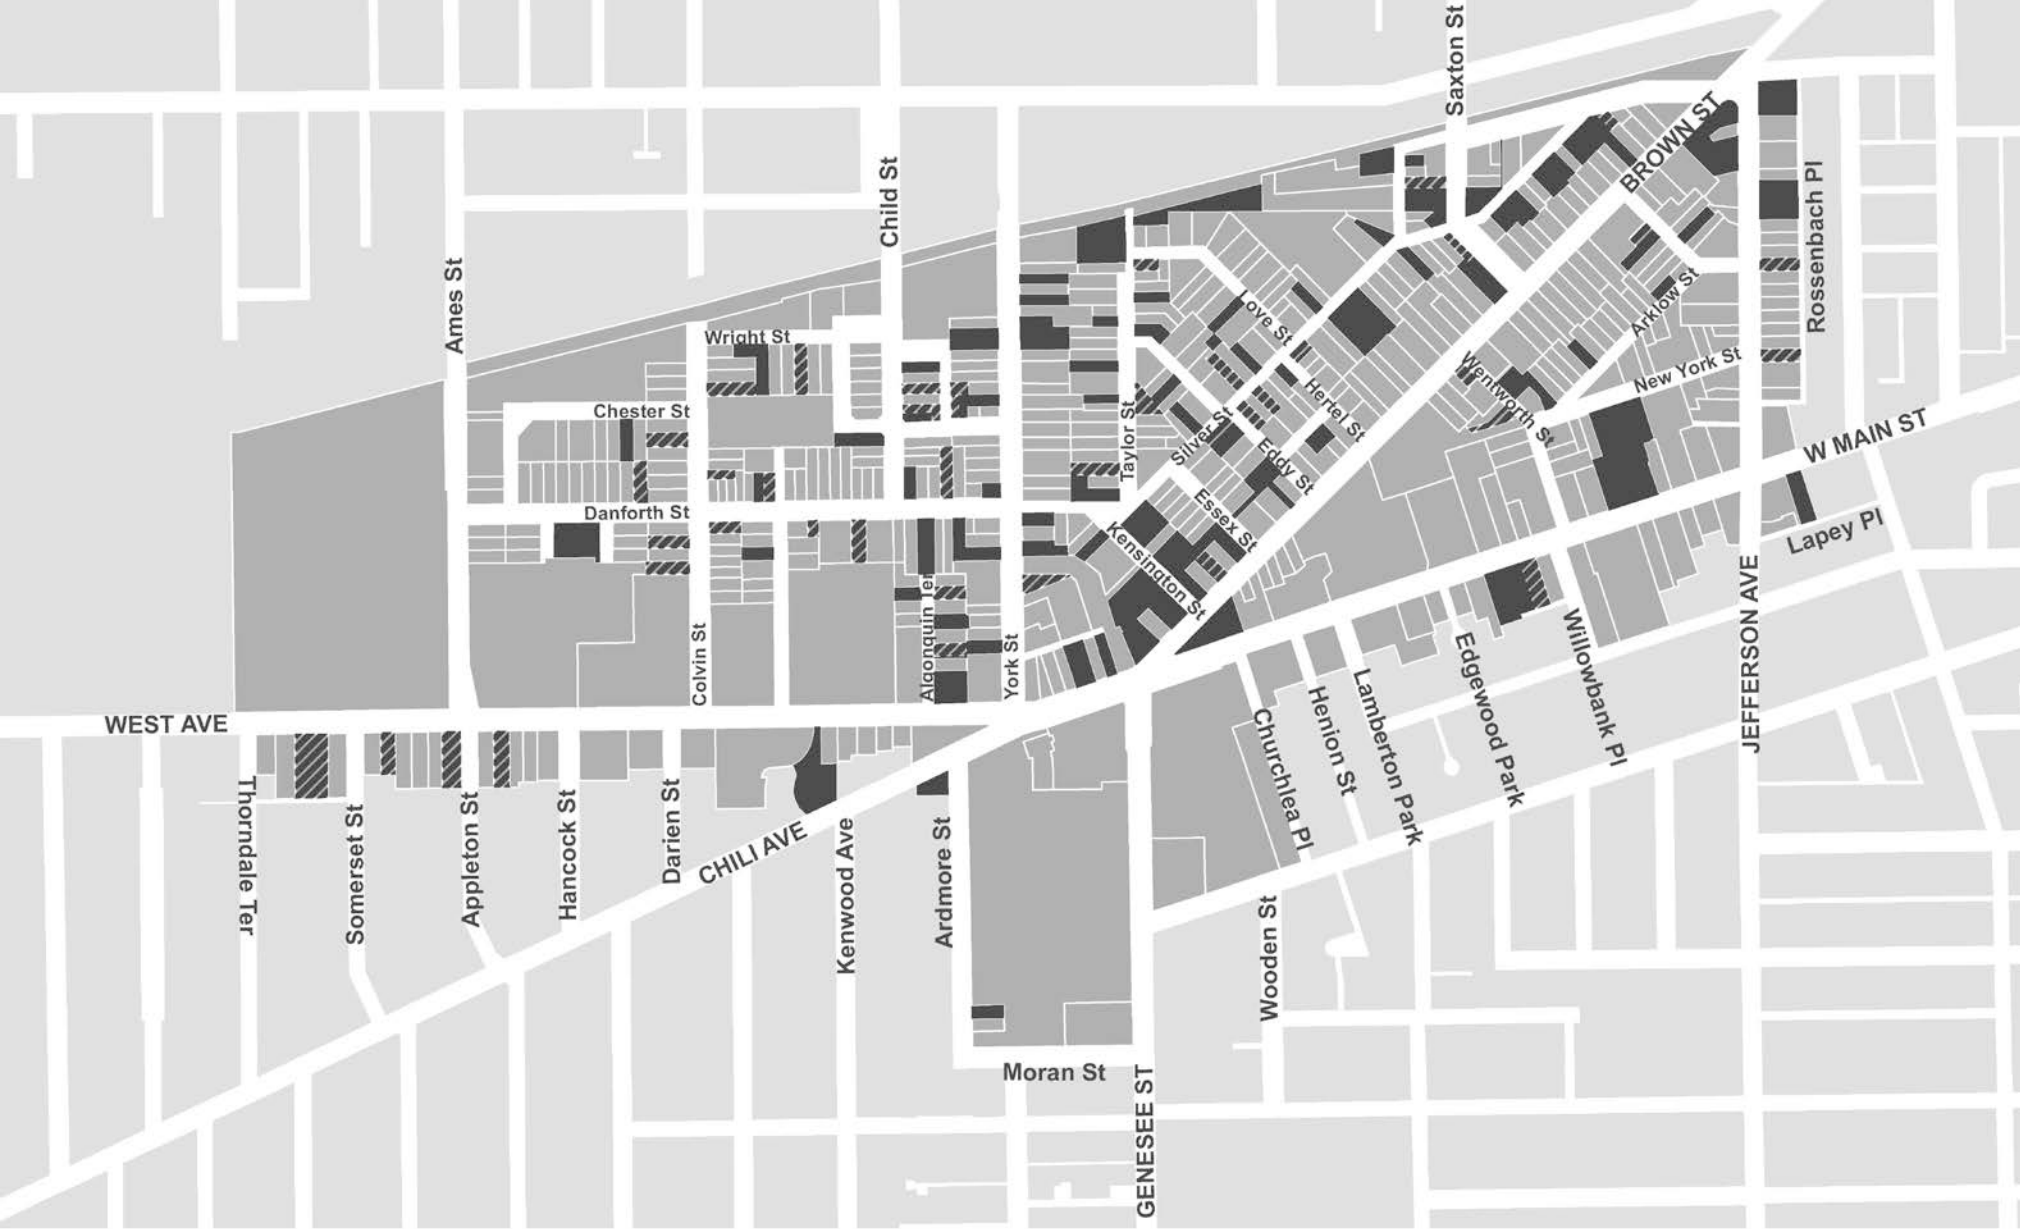 Saxton St
BROWN ST
Child St
Rossenbach Pl
Ames St
Love St
Arklow St
Wright St
New York St
Wentworth St
Hertel St
Chester St
Taylor St
Silver St
Eddy St
W MAIN ST
Danforth St
Essex St
Kensington St
Lapey Pl
JEFFERSON AVE
Algonquin Ter
Colvin St
York St
Willowbank Pl
Edgewood Park
WEST AVE
Lamberton Park
Henion St
Churchlea Pl
Thorndale Ter
Somerset St
Appleton St
Hancock St
Darien St
CHILI AVE
Kenwood Ave
Ardmore St
Wooden St
Moran St
GENESEE ST